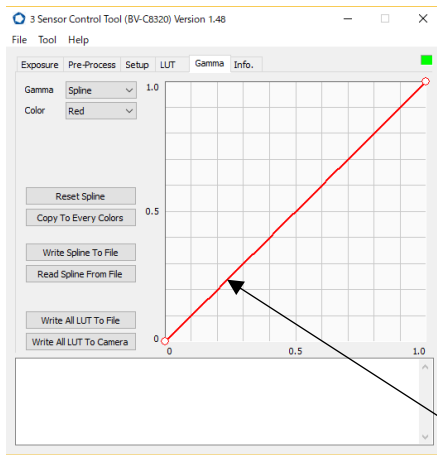 3 Sensor Control Tool (BV-C8320) Version 1.48
File Tool Help
Exposure Pre-Process Setup LUT Gamma Info.
Gamma Spline
Color Red
1.0
Reset Spline
Copy To Every Colors
0.5
Write Spline To File
Read Spline From File
Write All LUT To File
Write All LUT To Camera
0
0 0.5 1.0